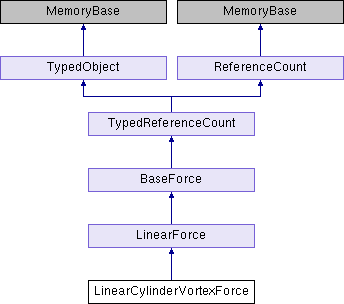 MemoryBase MemoryBase
TypedObject ReferenceCount
TypedReferenceCount
BaseForce
LinearForce
LinearCylinderVortexForce